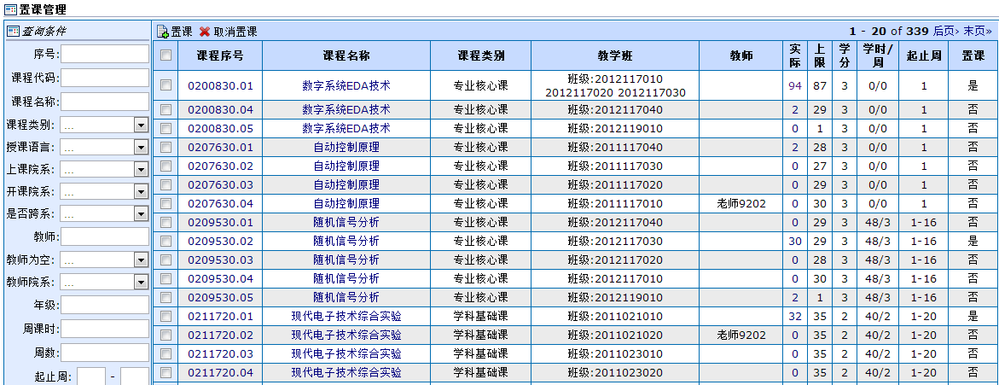 置课管理
查询条件
序号:
课程代码:
课程名称:
课程类别: ...
授课语言: ...
上课院系: ...
开课院系: ...
是否跨系: ...
教师:
教师为空: ...
教师院系: ...
年级:
周课时:
周数:
起止周: -
置课 取消置课 1 - 20 of 339 后页› 末页»
课程序号 课程名称 课程类别 教学班 教师 实际 上限 学分 学时/周 起止周 置课
0200830.01 数字系统EDA技术 专业核心课 班级:2012117010 2012117020 2012117030 94 87 3 0/0 1 是
0200830.04 数字系统EDA技术 专业核心课 班级:2012117040 2 29 3 0/0 1 否
0200830.05 数字系统EDA技术 专业核心课 班级:2012119010 0 1 3 0/0 1 否
0207630.01 自动控制原理 专业核心课 班级:2011117040 2 28 3 0/0 1 否
0207630.02 自动控制原理 专业核心课 班级:2011117030 0 27 3 0/0 1 否
0207630.03 自动控制原理 专业核心课 班级:2011117020 0 29 3 0/0 1 否
0207630.04 自动控制原理 专业核心课 班级:2011117010 老师9202 0 30 3 0/0 1 否
0209530.01 随机信号分析 专业核心课 班级:2012117040 0 29 3 48/3 1-16 否
0209530.02 随机信号分析 专业核心课 班级:2012117030 30 29 3 48/3 1-16 是
0209530.03 随机信号分析 专业核心课 班级:2012117020 0 28 3 48/3 1-16 否
0209530.04 随机信号分析 专业核心课 班级:2012117010 0 30 3 48/3 1-16 否
0209530.05 随机信号分析 专业核心课 班级:2012119010 2 1 3 48/3 1-16 否
0211720.01 现代电子技术综合实验 学科基础课 班级:2011021010 32 35 2 40/2 1-20 是
0211720.02 现代电子技术综合实验 学科基础课 班级:2011021020 老师9202 0 35 2 40/2 1-20 否
0211720.03 现代电子技术综合实验 学科基础课 班级:2011023010 0 35 2 40/2 1-20 否
0211720.04 现代电子技术综合实验 学科基础课 班级:2011023020 0 35 2 40/2 1-20 否